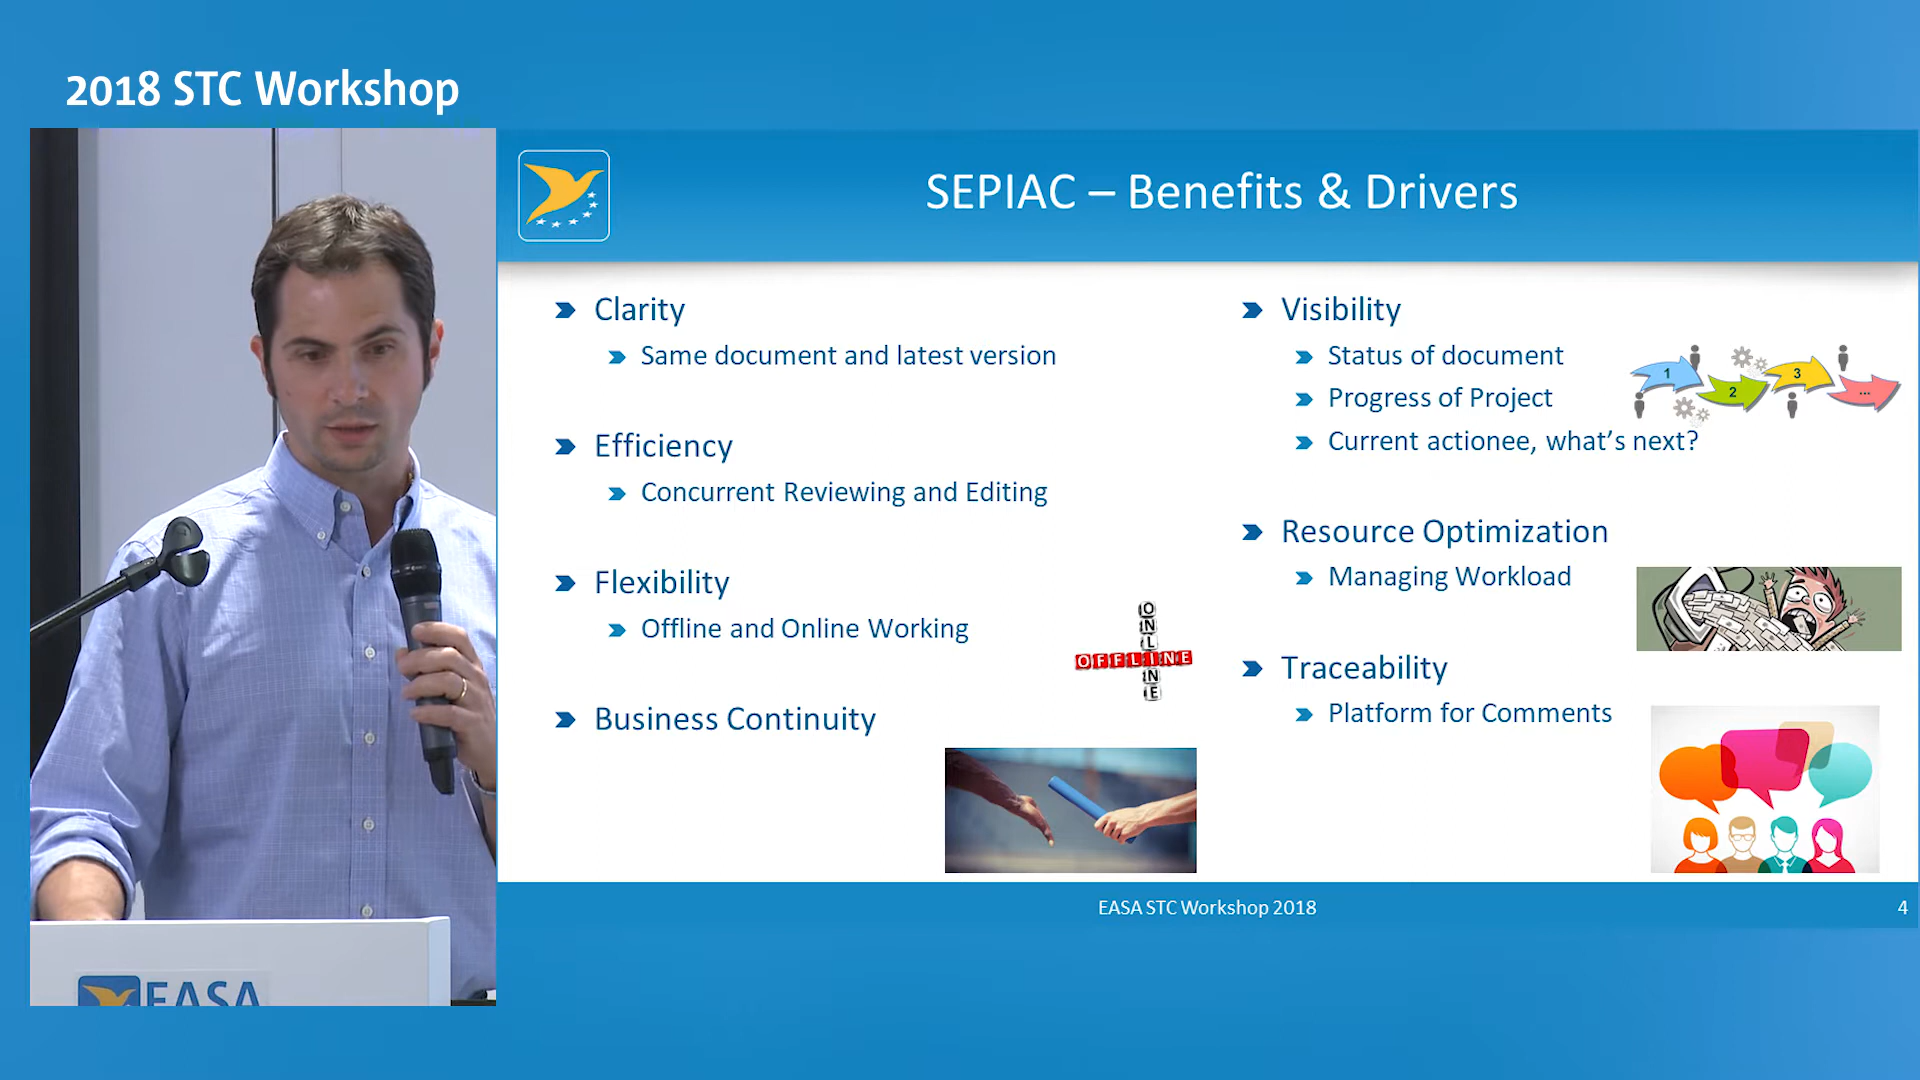 2018 STC Workshop
SEPIAC – Benefits & Drivers
Clarity
Same document and latest version
Efficiency
Concurrent Reviewing and Editing
Flexibility
Offline and Online Working
ONLINE
OFFLINE
Business Continuity
Visibility
Status of document
Progress of Project
Current actionee, what's next?
1
2
3
...
Resource Optimization
Managing Workload
Traceability
Platform for Comments
EASA STC Workshop 2018
4
EASA